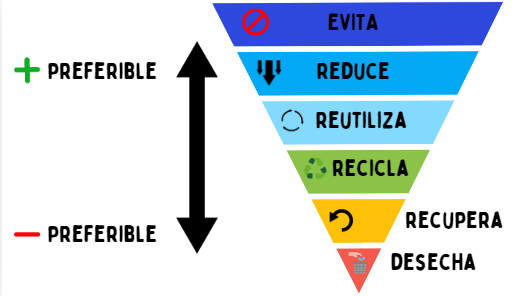 EVITA
+ PREFERIBLE
REDUCE
REUTILIZA
RECICLA
RECUPERA
- PREFERIBLE
DESECHA